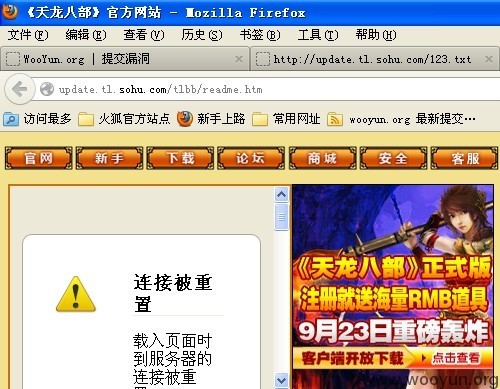 《天龙八部》官方网站 - Mozilla Firefox
文件(F) 编辑(E) 查看(V) 历史(S) 书签(B) 工具(T) 帮助(H)
WooYun.org | 提交漏洞
http://update.tl.sohu.com/123.txt
update.tl.sohu.com/tlbb/readme.htm
访问最多 火狐官方站点 新手上路 常用网址 wooyun.org 最新提交…
官网 新手 下载 论坛 商城 安全 客服
连接被重
置
载入页面时
到服务器的
连接被重
《天龙八部》正式版
注册就送海量RMB道具
9月23日重磅轰炸
客户端开放下载 点击查看
www.wooyun.org